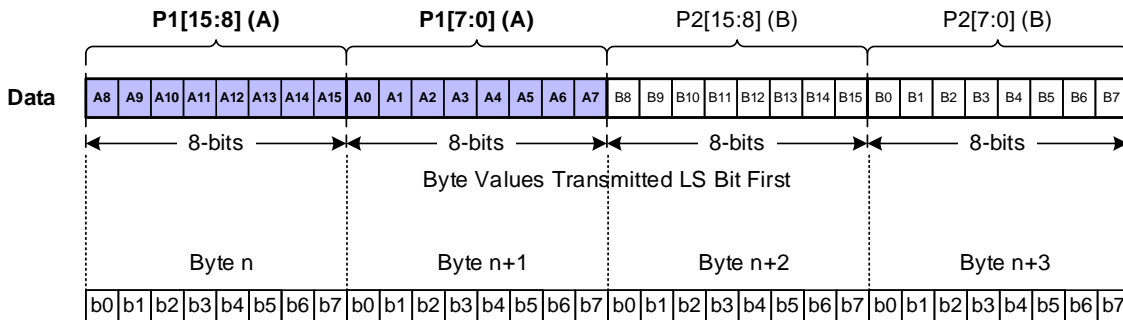 P1[15:8] (A) P1[7:0] (A) P2[15:8] (B) P2[7:0] (B)
Data A8 A9 A10 A11 A12 A13 A14 A15 A0 A1 A2 A3 A4 A5 A6 A7 B8 B9 B10 B11 B12 B13 B14 B15 B0 B1 B2 B3 B4 B5 B6 B7
8-bits 8-bits 8-bits 8-bits
Byte Values Transmitted LS Bit First
Byte n Byte n+1 Byte n+2 Byte n+3
b0 b1 b2 b3 b4 b5 b6 b7 b0 b1 b2 b3 b4 b5 b6 b7 b0 b1 b2 b3 b4 b5 b6 b7 b0 b1 b2 b3 b4 b5 b6 b7